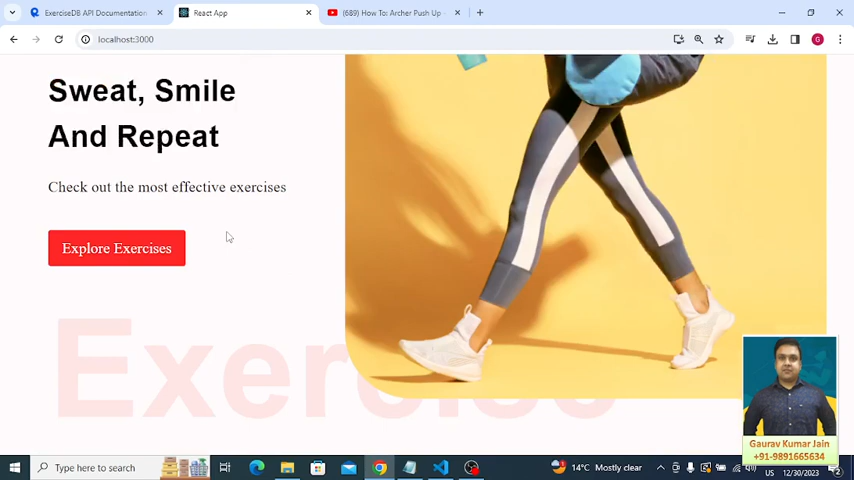 ExerciseDB API Documentation
React App
(689) How To: Archer Push Up -
localhost:3000
G
Sweat, Smile
And Repeat
Check out the most effective exercises
Explore Exercises
Exercise
Gaurav Kumar Jain
+91-9891665634
Type here to search
14°C Mostly clear
US
12/30/2023
2